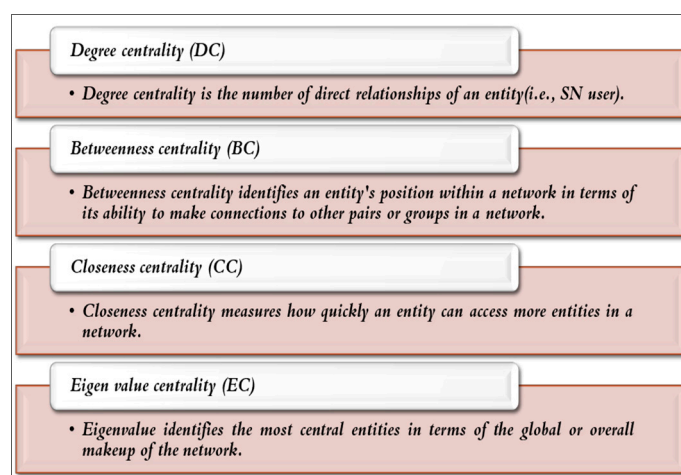 Degree centrality (DC)
• Degree centrality is the number of direct relationships of an entity(i.e., SN user).
Betweenness centrality (BC)
• Betweenness centrality identifies an entity's position within a network in terms of
its ability to make connections to other pairs or groups in a network.
Closeness centrality (CC)
• Closeness centrality measures how quickly an entity can access more entities in a
network.
Eigen value centrality (EC)
• Eigenvalue identifies the most central entities in terms of the global or overall
makeup of the network.